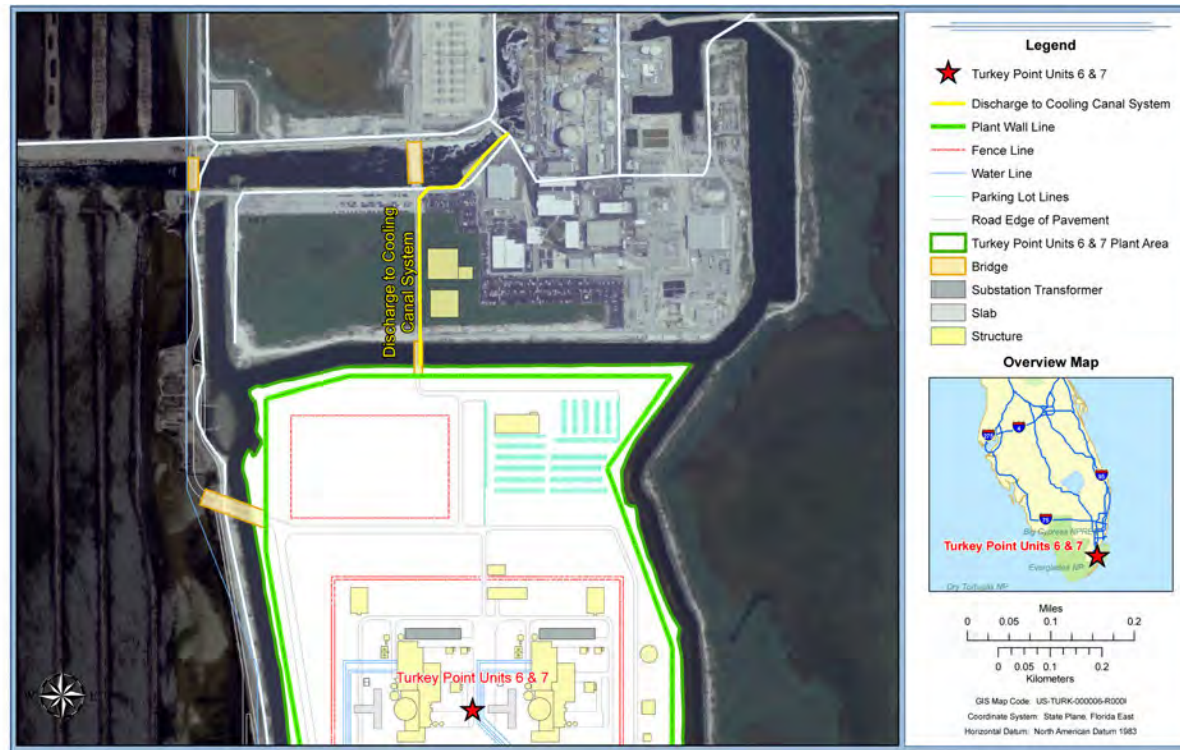 Discharge to Cooling
Canal System
Turkey Point Units 6 & 7
Legend
Turkey Point Units 6 & 7
Discharge to Cooling Canal System
Plant Wall Line
Fence Line
Water Line
Parking Lot Lines
Road Edge of Pavement
Turkey Point Units 6 & 7 Plant Area
Bridge
Substation Transformer
Slab
Structure
Overview Map
4
95
75
Big Cypress NPRE
Turkey Point Units 6 & 7
Everglades NP
Dry Tortugas NP
Miles
0 0.05 0.1 0.2
0 0.05 0.1 0.2
Kilometers
GIS Map Code: US-TURK-000006-R000I
Coordinate System: State Plane, Florida East
Horizontal Datum: North American Datum 1983